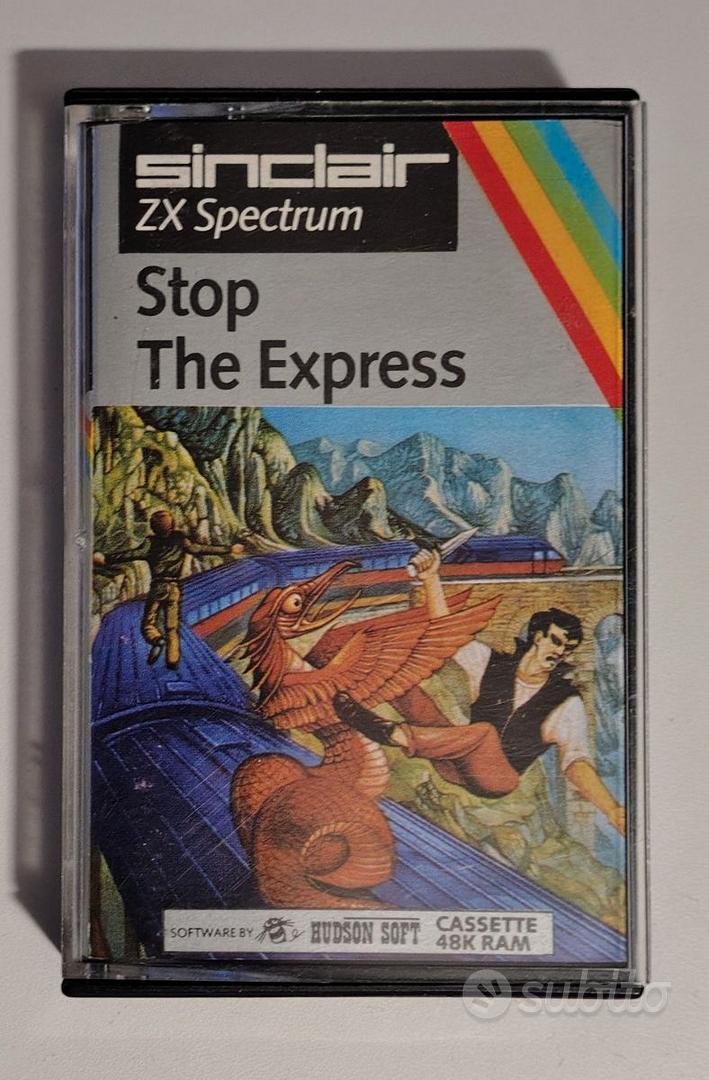 sinclair
ZX Spectrum
Stop
The Express
SOFTWARE BY HUDSON SOFT
CASSETTE
48K RAM
subito